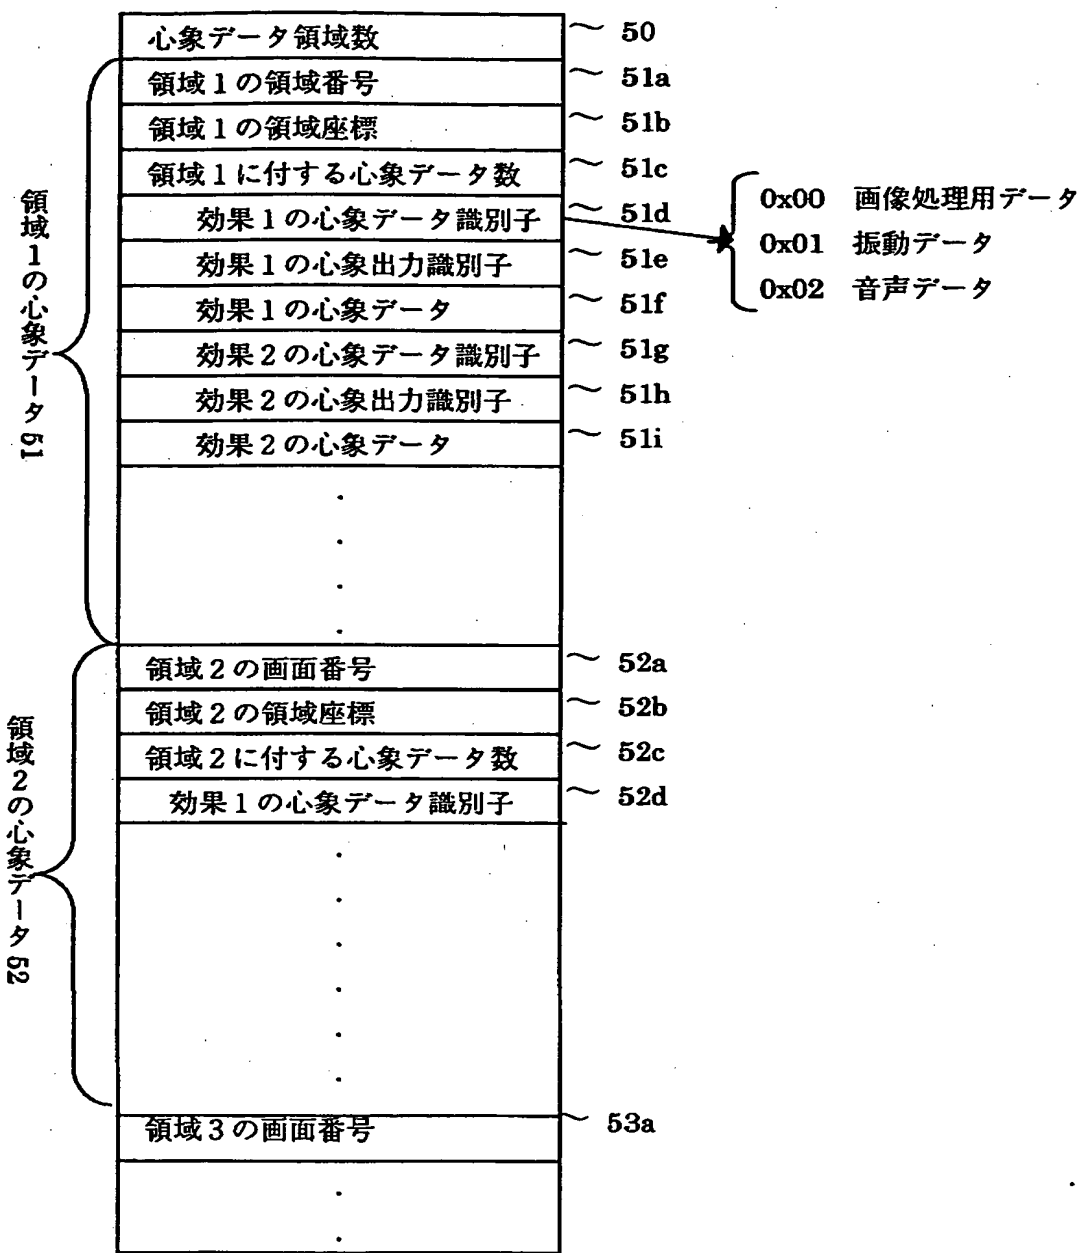 心象データ領域数 50
領域1の領域番号 51a
領域1の領域座標 51b
領域1に付する心象データ数 51c
効果1の心象データ識別子 51d
効果1の心象出力識別子 51e
効果1の心象データ 51f
効果2の心象データ識別子 51g
効果2の心象出力識別子 51h
効果2の心象データ 51i
領域1の心象データ 51
0x00 画像処理用データ
0x01 振動データ
0x02 音声データ
領域2の画面番号 52a
領域2の領域座標 52b
領域2に付する心象データ数 52c
効果1の心象データ識別子 52d
領域2の心象データ 52
領域3の画面番号 53a